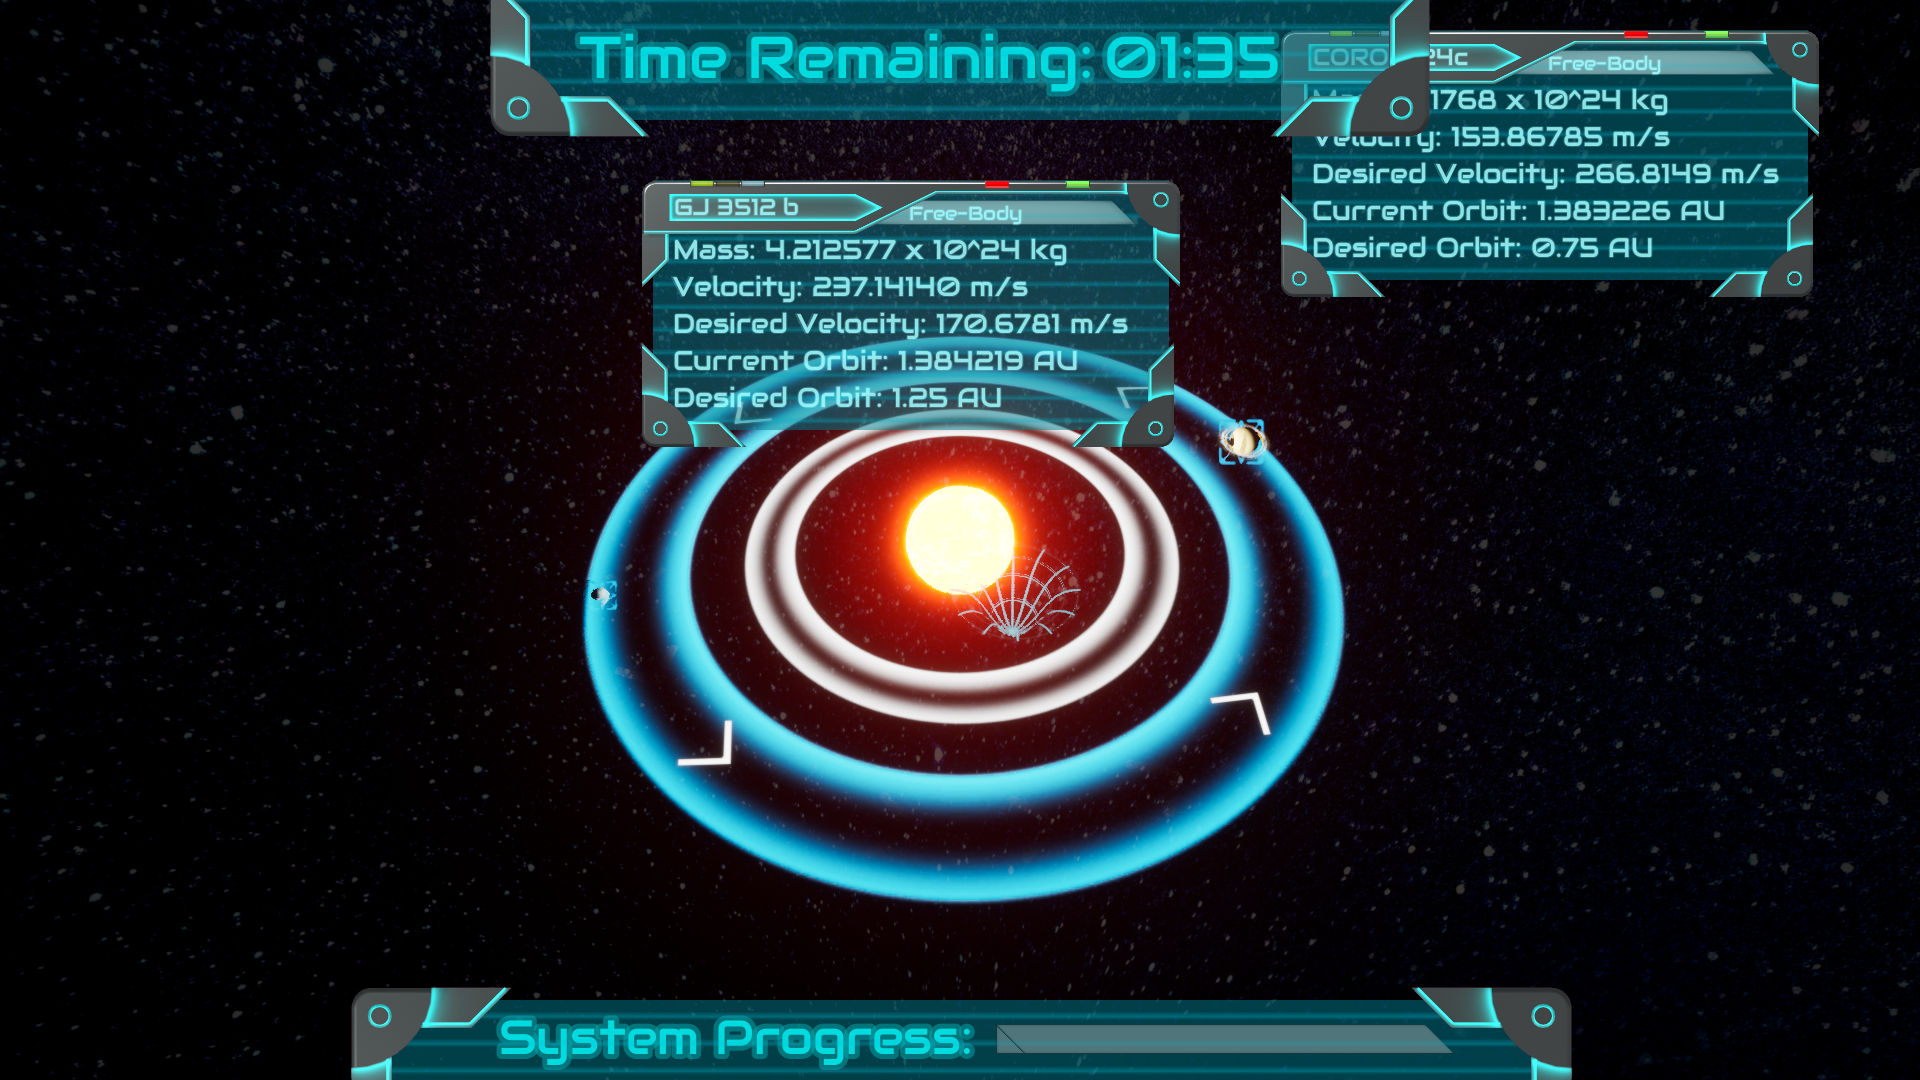 Time Remaining: 01:35
24c
Free-Body
1768 x 10^24 kg
Velocity: 153.86785 m/s
Desired Velocity: 266.8149 m/s
Current Orbit: 1.383226 AU
Desired Orbit: 0.75 AU
GJ 3512 b
Free-Body
Mass: 4.212577 x 10^24 kg
Velocity: 237.14140 m/s
Desired Velocity: 170.6781 m/s
Current Orbit: 1.384219 AU
Desired Orbit: 1.25 AU
System Progress: